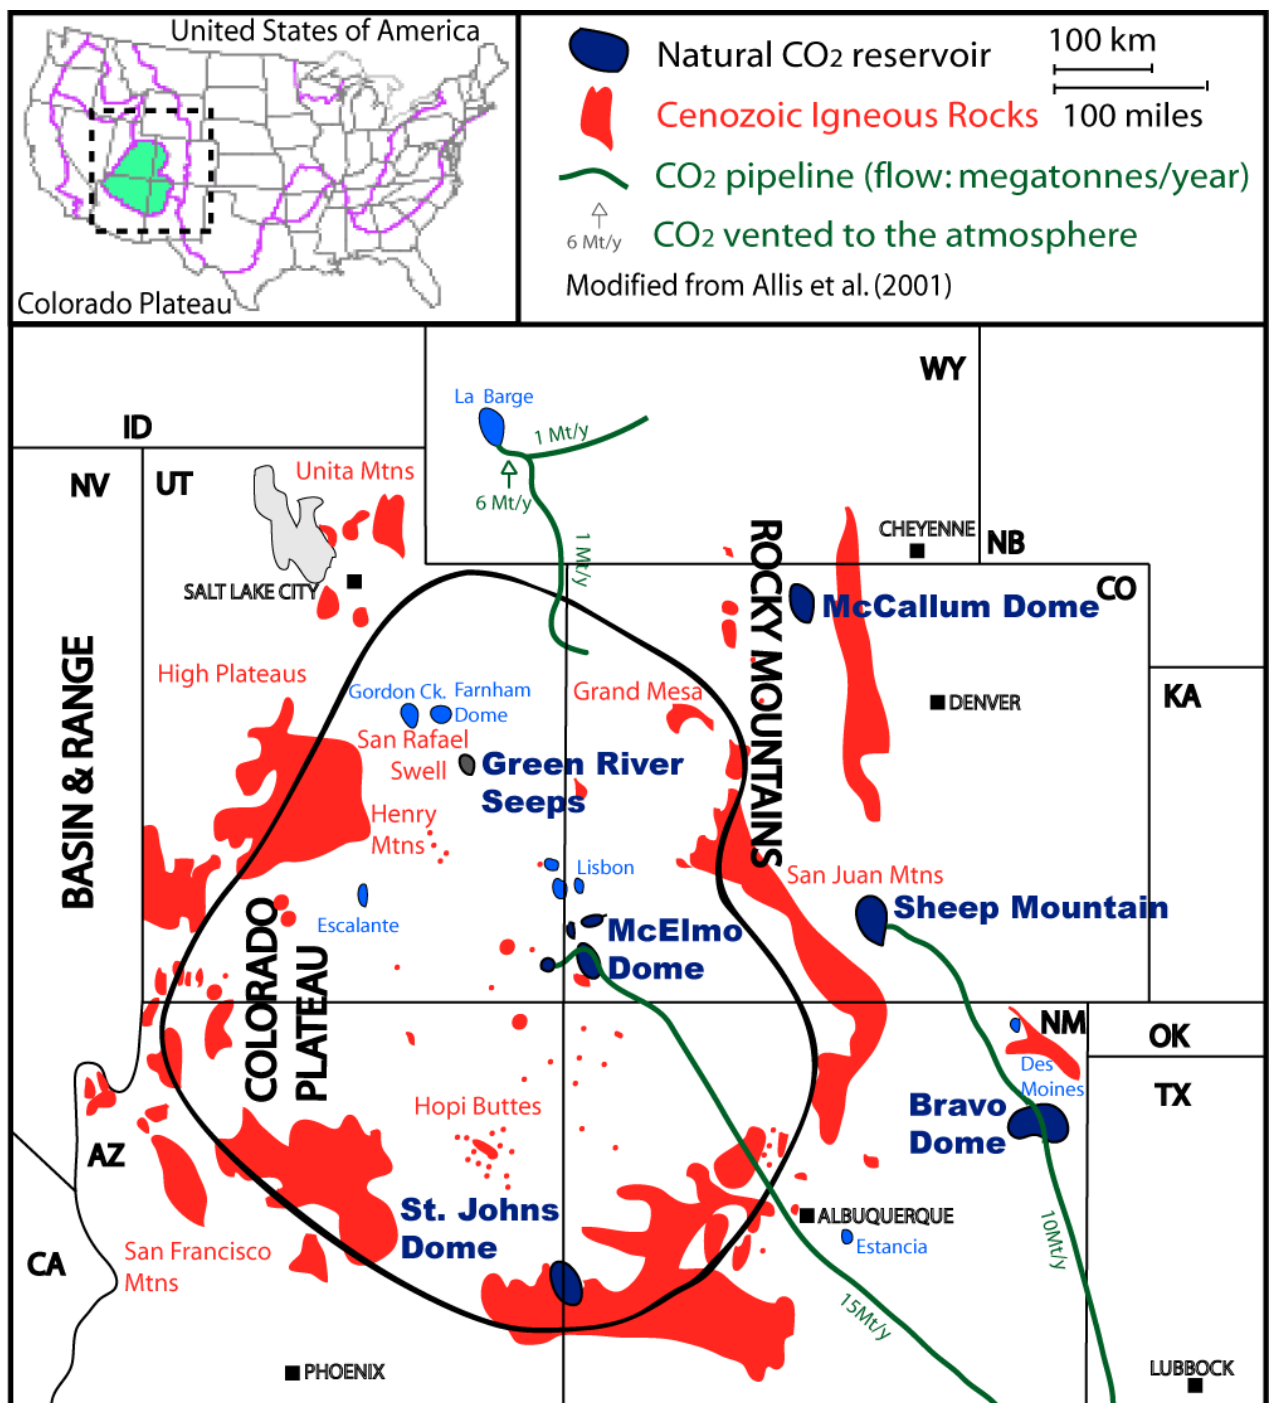 United States of America
Colorado Plateau
Natural CO2 reservoir
100 km
Cenozoic Igneous Rocks
100 miles
CO2 pipeline (flow: megatonnes/year)
6 Mt/y
CO2 vented to the atmosphere
Modified from Allis et al. (2001)
WY
La Barge
ID
1 Mt/y
NV
UT
Unita Mtns
6 Mt/y
CHEYENNE
NB
1 Mt/y
ROCKY MOUNTAINS
SALT LAKE CITY
CO
McCallum Dome
BASIN & RANGE
High Plateaus
Gordon Ck.
Farnham
Dome
Grand Mesa
DENVER
KA
San Rafael
Swell
Green River
Seeps
Henry
Mtns
Lisbon
San Juan Mtns
Escalante
Sheep Mountain
McElmo
Dome
COLORADO
PLATEAU
NM
OK
Des
Moines
TX
Hopi Buttes
Bravo
Dome
AZ
St. Johns
Dome
ALBUQUERQUE
Estancia
10Mt/y
CA
San Francisco
Mtns
15Mt/y
PHOENIX
LUBBOCK